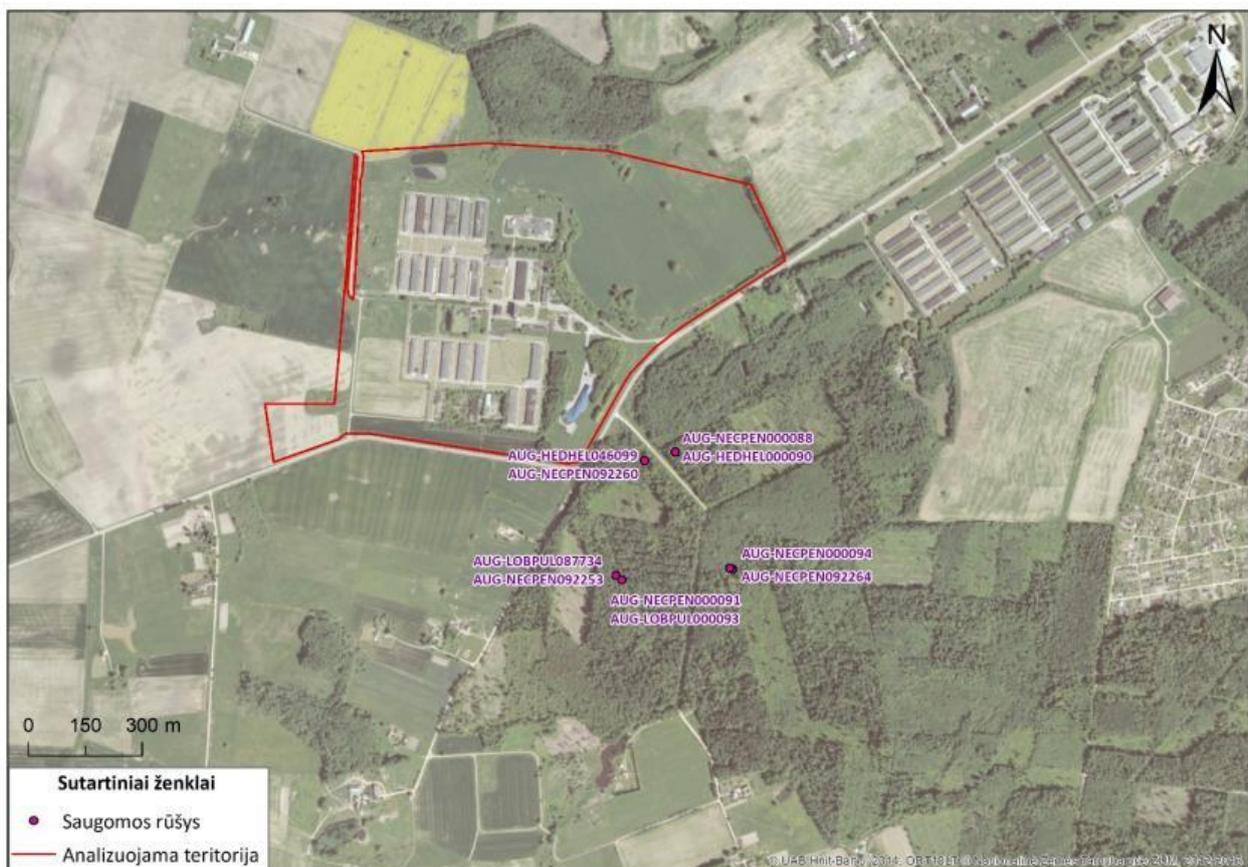 N
AUG-NECPEN000088
AUG-HEDHEL000090
AUG-HEDHEL046099
AUG-NECPEN092260
AUG-LOBPUL087734
AUG-NECPEN092253
AUG-NECPEN000094
AUG-NECPEN092264
AUG-NECPEN000091
AUG-LOBPUL000093
0 150 300 m
Sutartiniai ženklai
Saugomos rūšys
Analizuojama teritorija